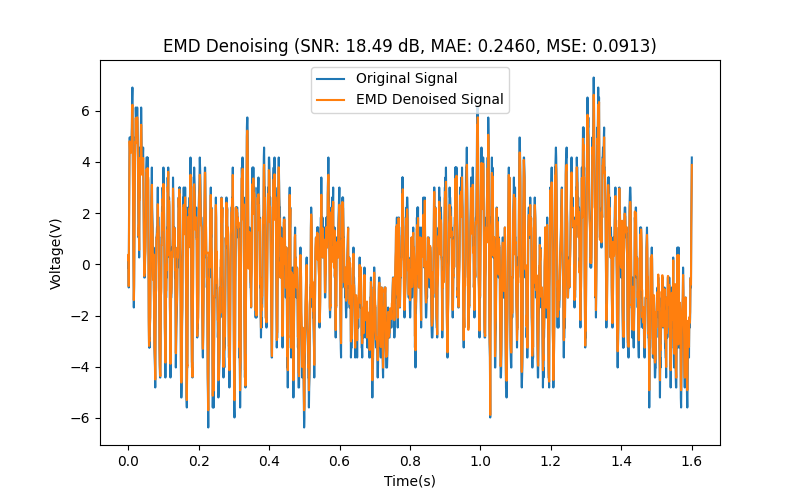 EMD Denoising (SNR: 18.49 dB, MAE: 0.2460, MSE: 0.0913)
Original Signal
EMD Denoised Signal
Voltage(V)
6
4
2
0
−2
−4
−6
0.0 0.2 0.4 0.6 0.8 1.0 1.2 1.4 1.6
Time(s)